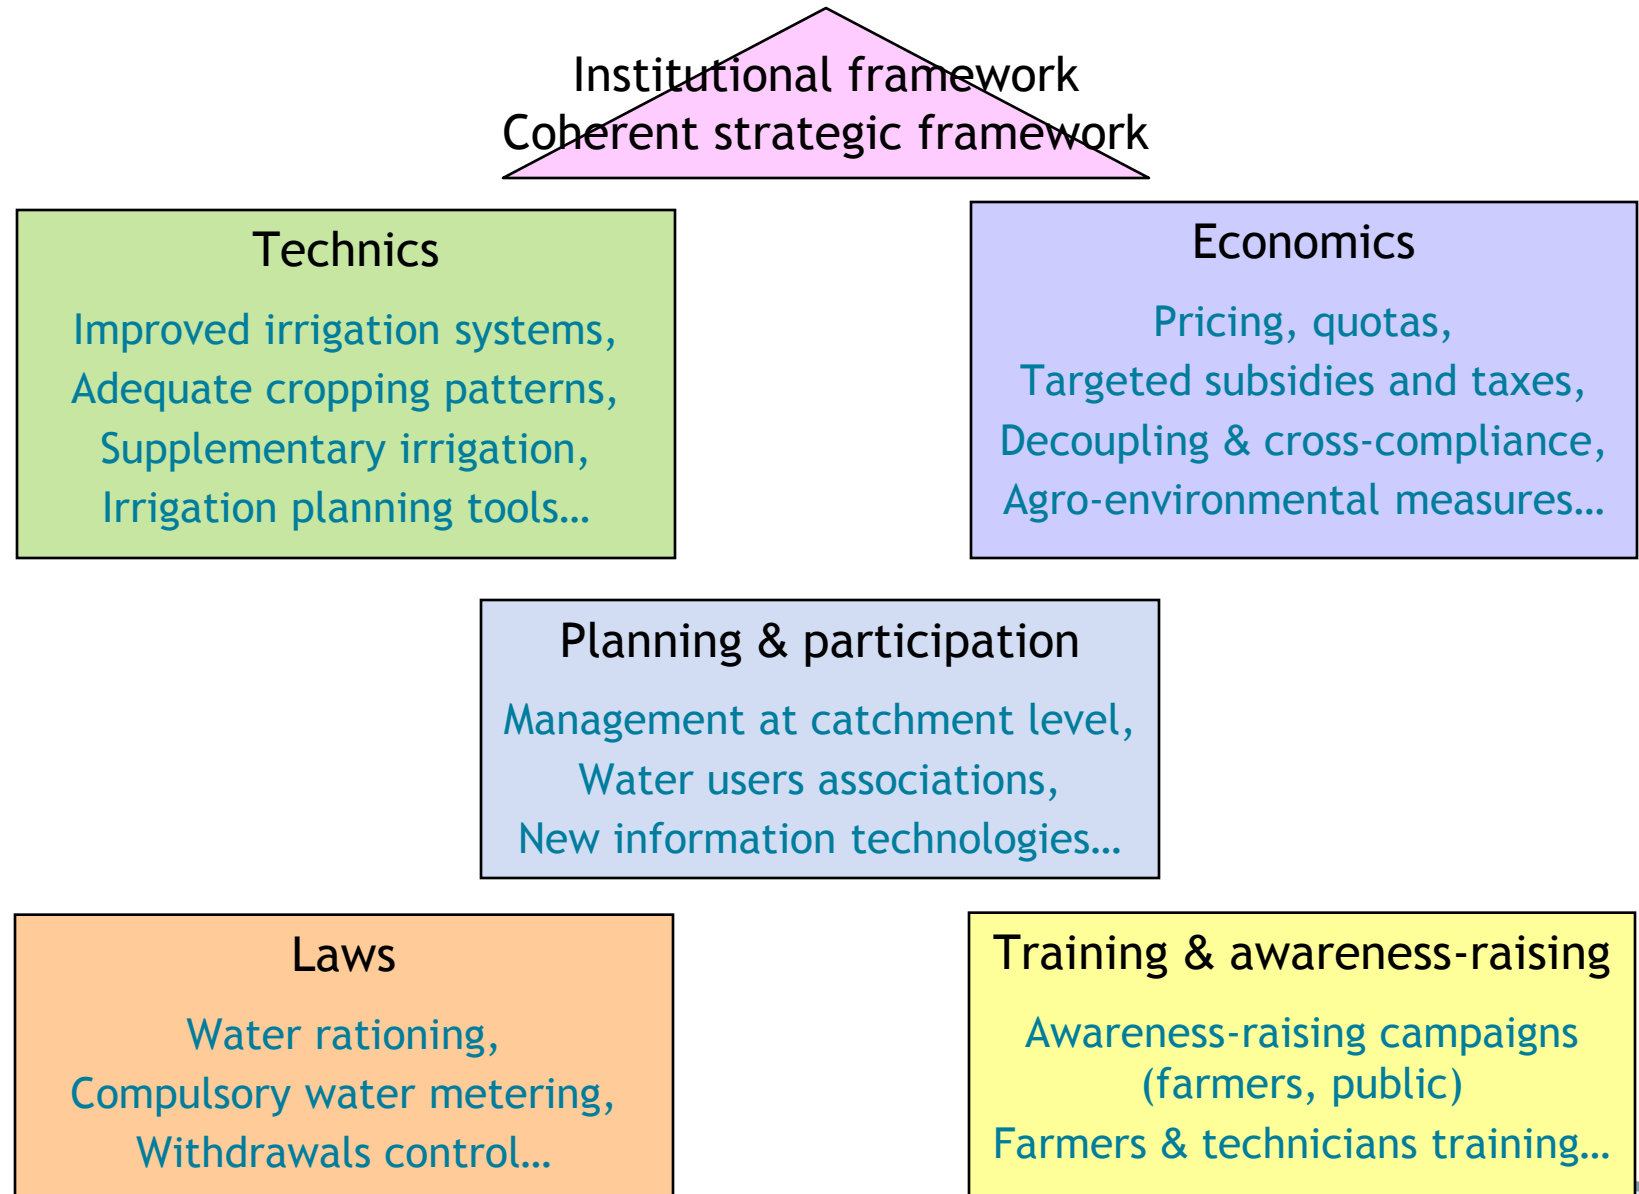 Institutional framework
Coherent strategic framework
Technics
Improved irrigation systems,
Adequate cropping patterns,
Supplementary irrigation,
Irrigation planning tools…
Economics
Pricing, quotas,
Targeted subsidies and taxes,
Decoupling & cross-compliance,
Agro-environmental measures…
Planning & participation
Management at catchment level,
Water users associations,
New information technologies…
Laws
Water rationing,
Compulsory water metering,
Withdrawals control…
Training & awareness-raising
Awareness-raising campaigns
(farmers, public)
Farmers & technicians training…